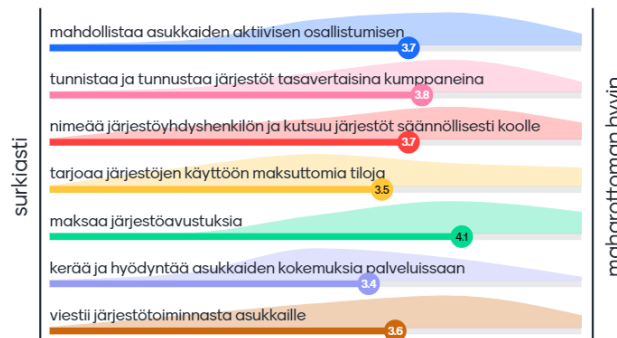 surkiasti
mahdollistaa asukkaiden aktiivisen osallistumisen
3.7
tunnistaa ja tunnustaa järjestöt tasavertaisina kumppaneina
3.8
nimeää järjestöyhdyshenkilön ja kutsuu järjestöt säännöllisesti koolle
3.7
tarjoaa järjestöjen käyttöön maksuttomia tiloja
3.5
maksaa järjestöavustuksia
4.1
kerää ja hyödyntää asukkaiden kokemuksia palveluissaan
3.4
viestii järjestötoiminnasta asukkaille
3.6
maharottoman hyvin